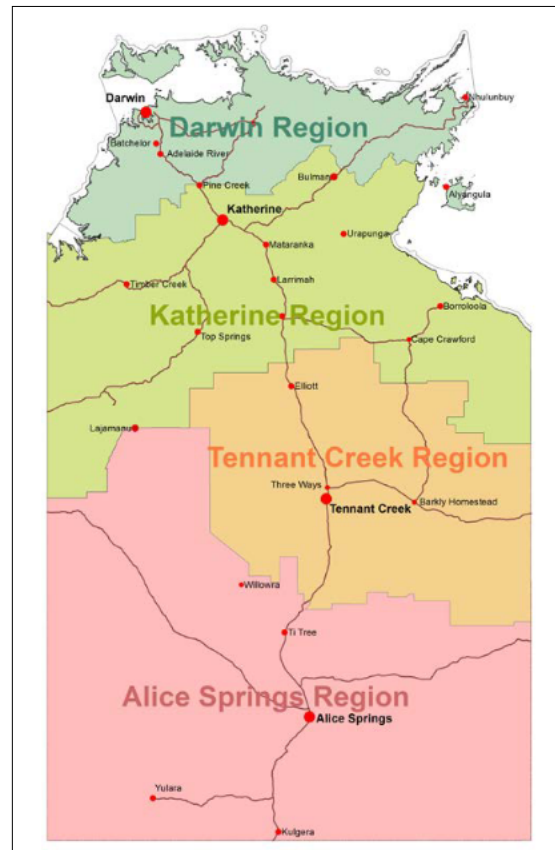 Nhulunbuy
Darwin
Darwin Region
Batchelor
Adelaide River
Bulman
Pine Creek
Alyangula
Katherine
Urapunga
Mataranka
Timber Creek
Larrimah
Borroloola
Katherine Region
Top Springs
Cape Crawford
Elliott
Lajamanu
Tennant Creek Region
Three Ways
Barkly Homestead
Tennant Creek
Willowra
Ti Tree
Alice Springs Region
Alice Springs
Yulara
Kulgera